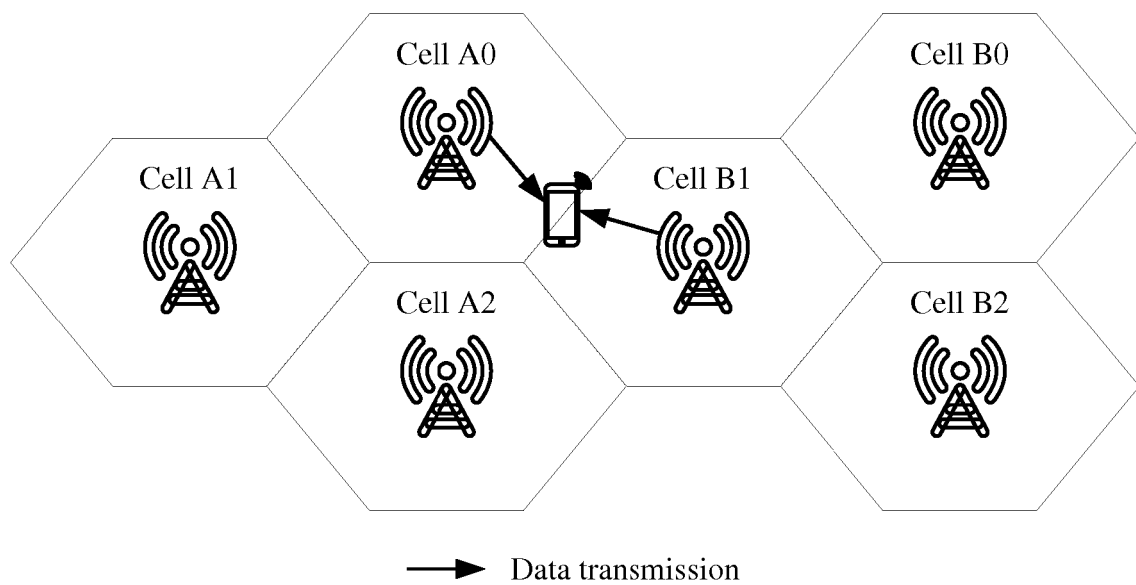 Cell A0
Cell B0
Cell A1
Cell B1
Cell A2
Cell B2
Data transmission